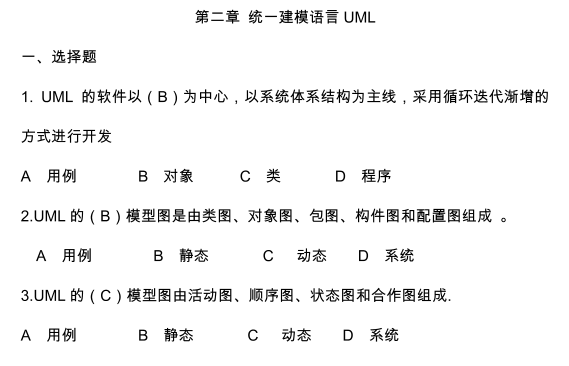 第二章 统一建模语言 UML
一、选择题
1. UML 的软件以（B）为中心，以系统体系结构为主线，采用循环迭代渐增的
方式进行开发
A 用例 B 对象 C 类 D 程序
2.UML 的（B）模型图是由类图、对象图、包图、构件图和配置图组成 。
A 用例 B 静态 C 动态 D 系统
3.UML 的（C）模型图由活动图、顺序图、状态图和合作图组成.
A 用例 B 静态 C 动态 D 系统